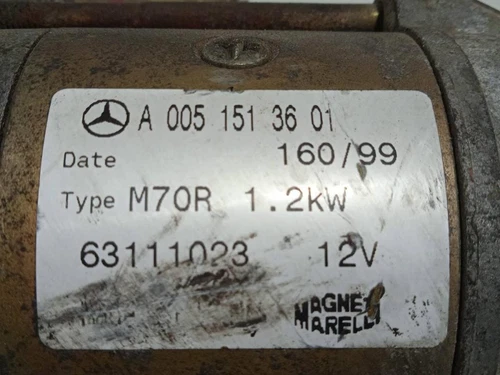 A 005 151 36 01
Date 160/99
Type M70R 1.2kW
63111023 12V
MAGNETI
MARELLI